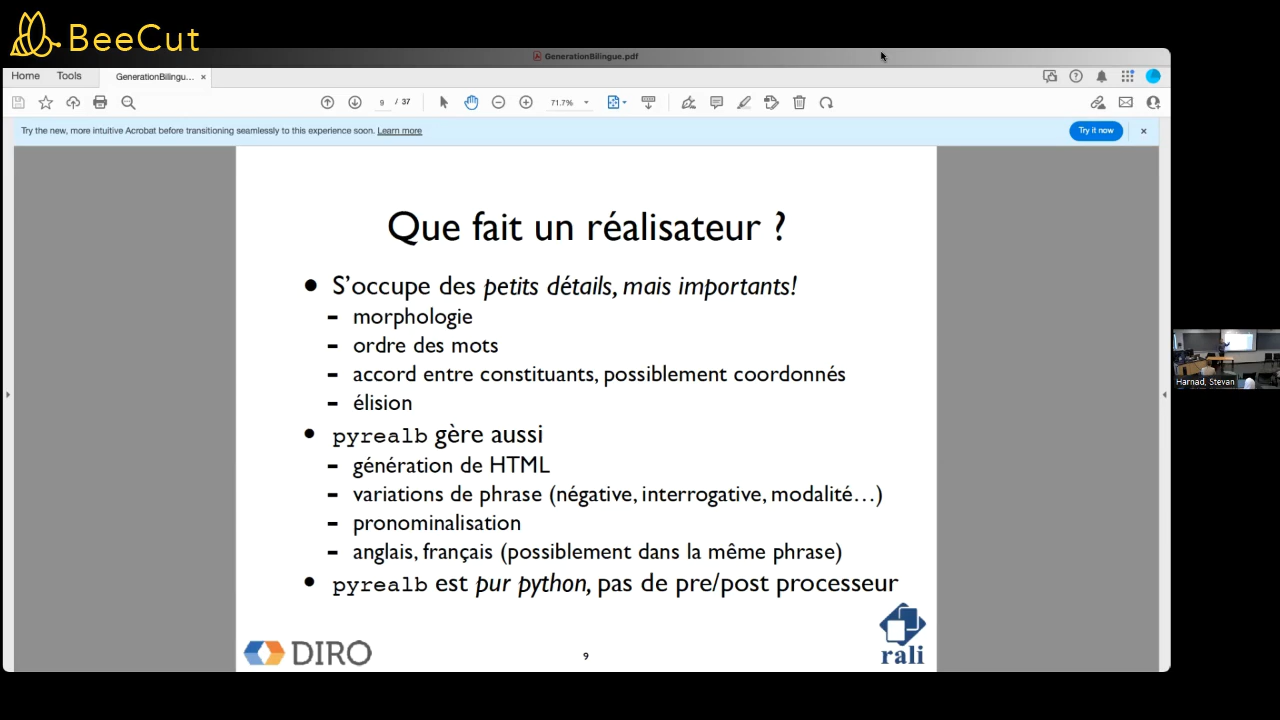 BeeCut
GenerationBilingue.pdf
Home Tools GenerationBilingu... ×
9 / 37 71.7%
Try the new, more intuitive Acrobat before transitioning seamlessly to this experience soon. Learn more Try it now ×
Que fait un réalisateur ?
• S'occupe des petits détails, mais importants!
- morphologie
- ordre des mots
- accord entre constituants, possiblement coordonnés
- élision
• pyrealb gère aussi
- génération de HTML
- variations de phrase (négative, interrogative, modalité…)
- pronominalisation
- anglais, français (possiblement dans la même phrase)
• pyrealb est pur python, pas de pre/post processeur
DIRO 9 rali
Harnad, Stevan